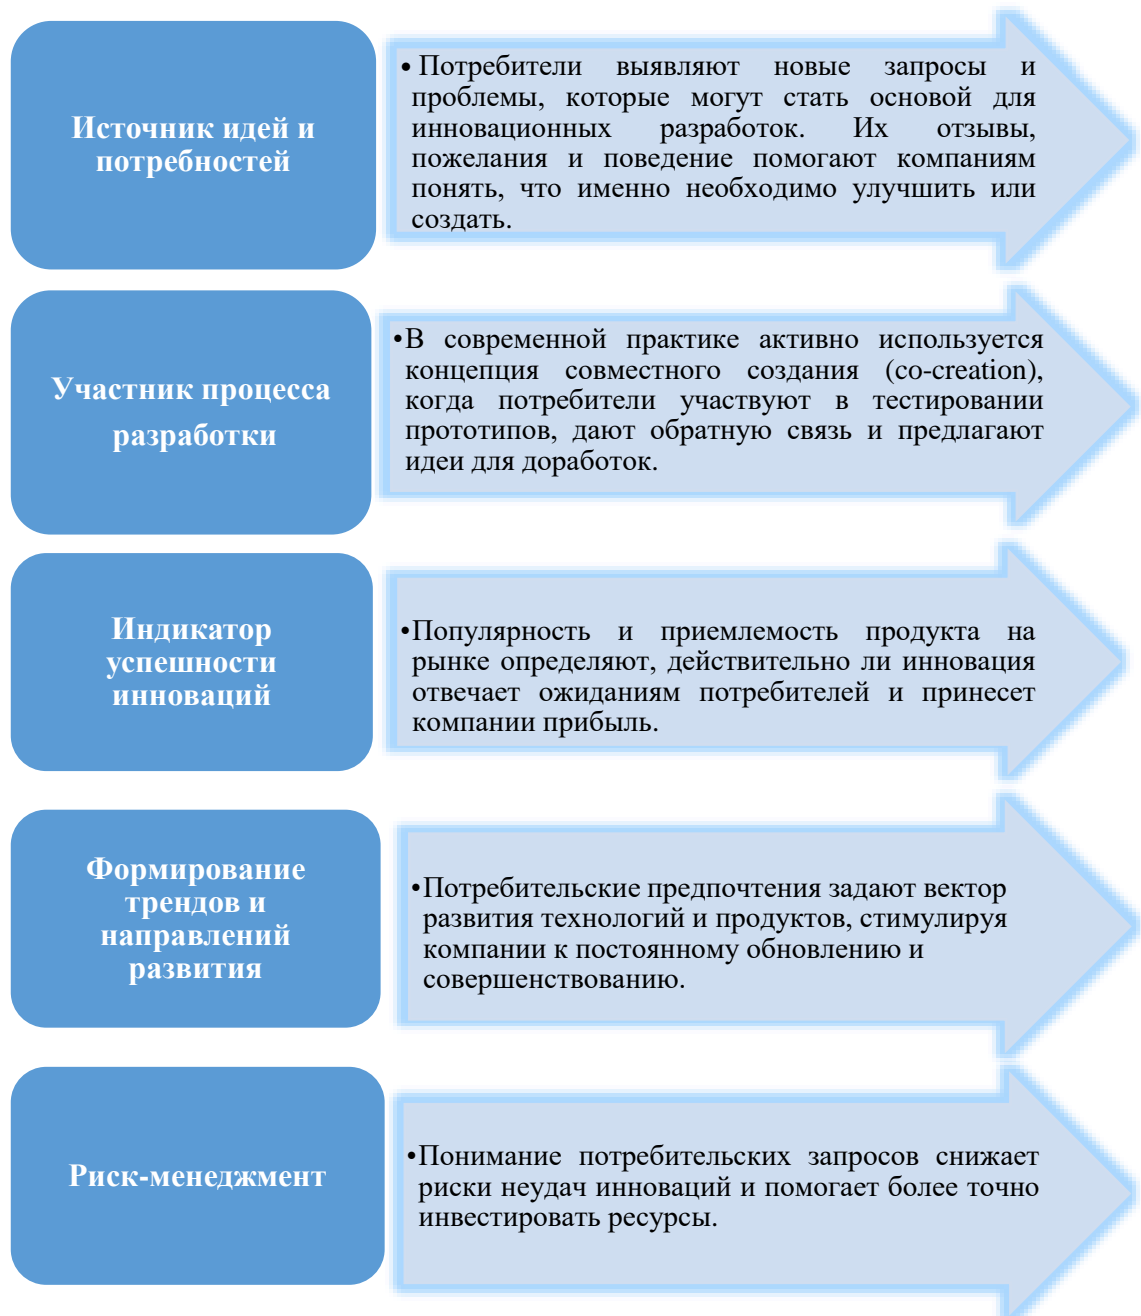 Источник идей и
потребностей
• Потребители выявляют новые запросы и
проблемы, которые могут стать основой для
инновационных разработок. Их отзывы,
пожелания и поведение помогают компаниям
понять, что именно необходимо улучшить или
создать.
Участник процесса
разработки
•В современной практике активно используется
концепция совместного создания (co-creation),
когда потребители участвуют в тестировании
прототипов, дают обратную связь и предлагают
идеи для доработок.
Индикатор
успешности
инноваций
•Популярность и приемлемость продукта на
рынке определяют, действительно ли инновация
отвечает ожиданиям потребителей и принесет
компании прибыль.
Формирование
трендов и
направлений
развития
•Потребительские предпочтения задают вектор
развития технологий и продуктов, стимулируя
компании к постоянному обновлению и
совершенствованию.
Риск-менеджмент
•Понимание потребительских запросов снижает
риски неудач инноваций и помогает более точно
инвестировать ресурсы.